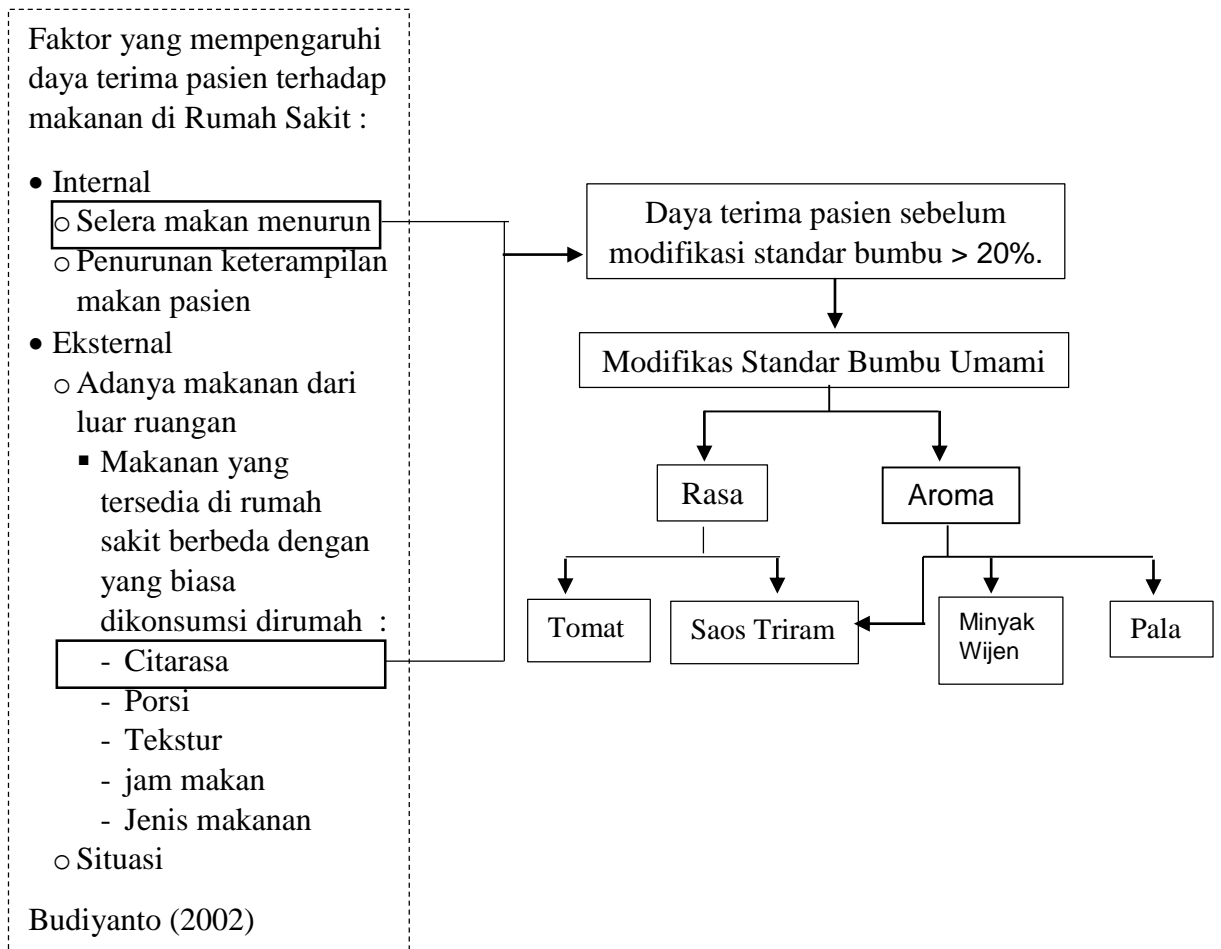 Faktor yang mempengaruhi
daya terima pasien terhadap
makanan di Rumah Sakit :
• Internal
o Selera makan menurun
o Penurunan keterampilan
makan pasien
• Eksternal
o Adanya makanan dari
luar ruangan
▪ Makanan yang
tersedia di rumah
sakit berbeda dengan
yang biasa
dikonsumsi dirumah :
- Citarasa
- Porsi
- Tekstur
- jam makan
- Jenis makanan
o Situasi
Budiyanto (2002)
Daya terima pasien sebelum
modifikasi standar bumbu > 20%.
Modifikas Standar Bumbu Umami
Rasa
Aroma
Tomat
Saos Triram
Minyak
Wijen
Pala